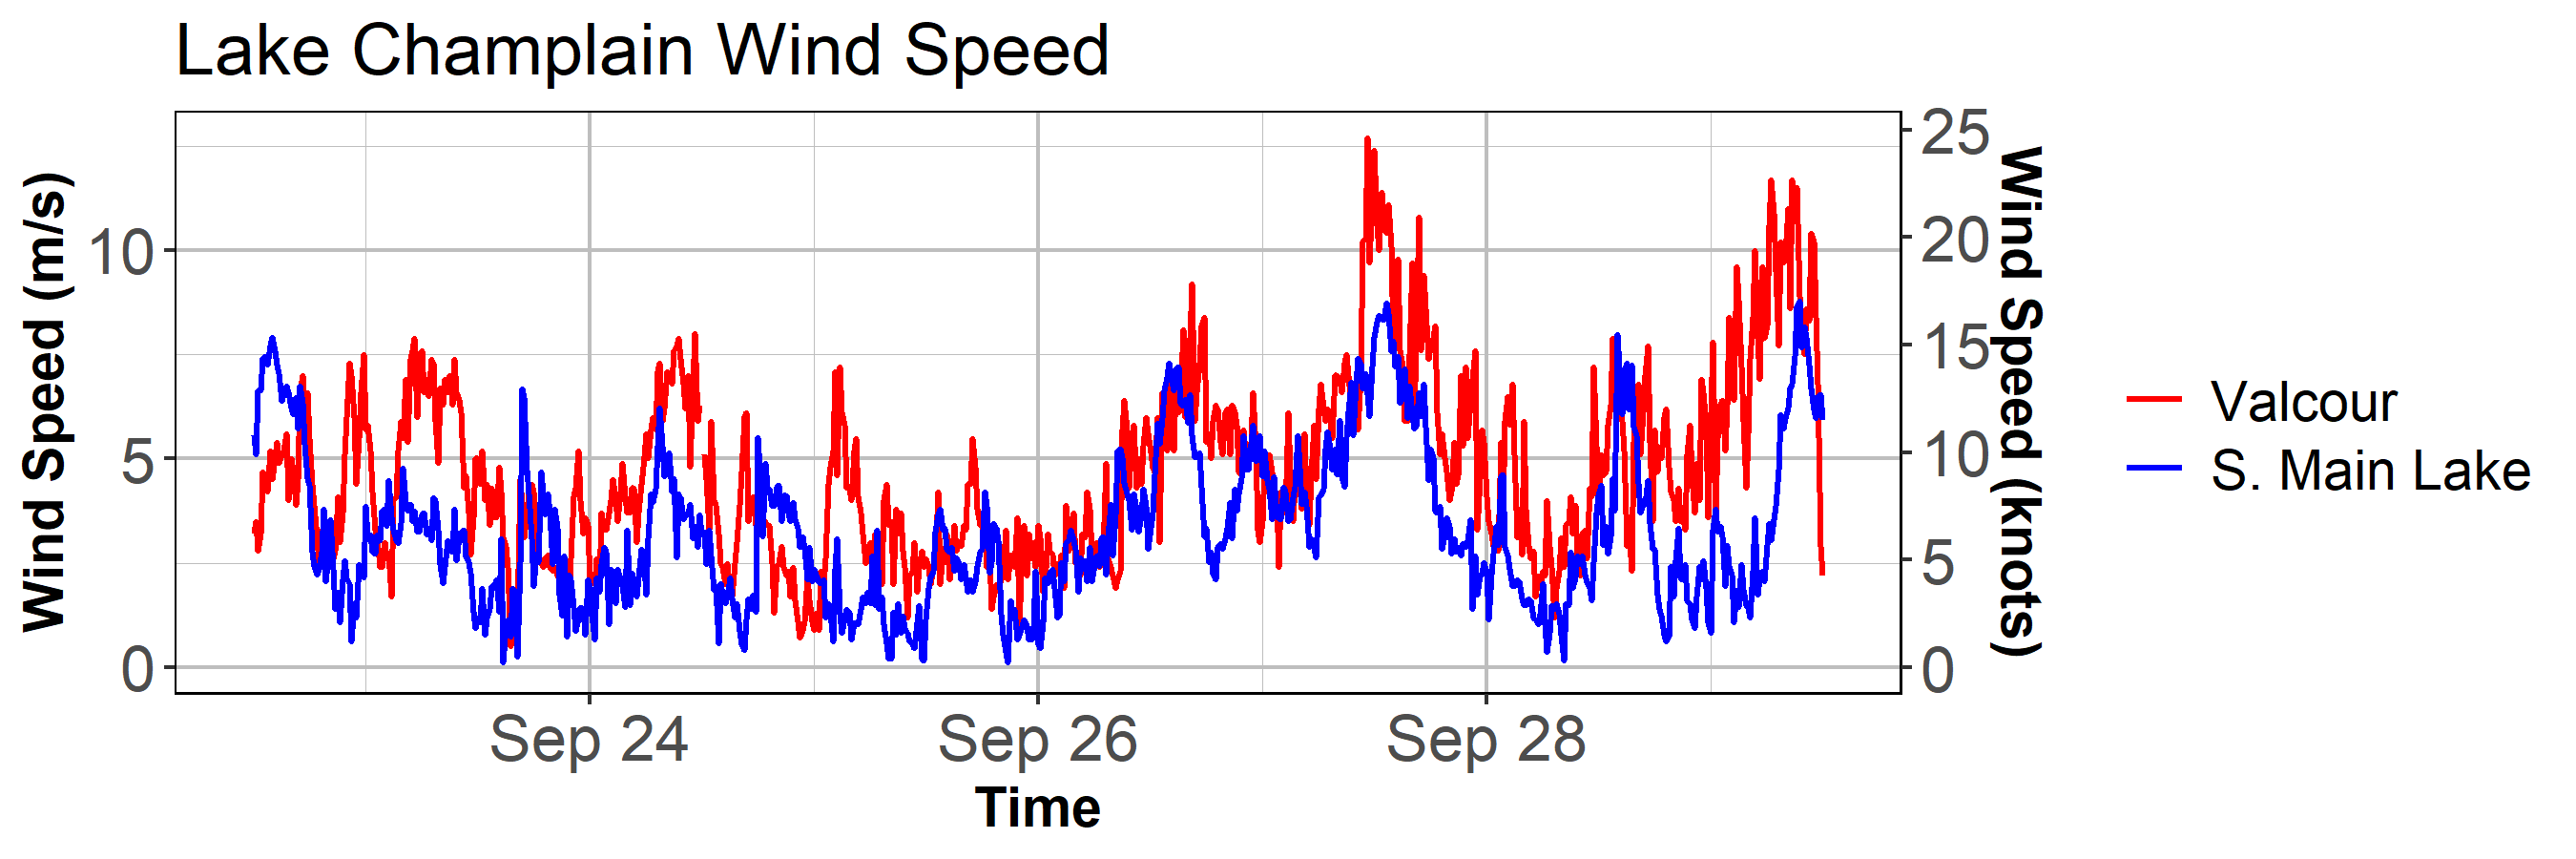 Lake Champlain Wind Speed
Wind Speed (m/s)
10
5
0
25
20
15
10
5
0
Wind Speed (knots)
Sep 24
Sep 26
Sep 28
Time
Valcour
S. Main Lake